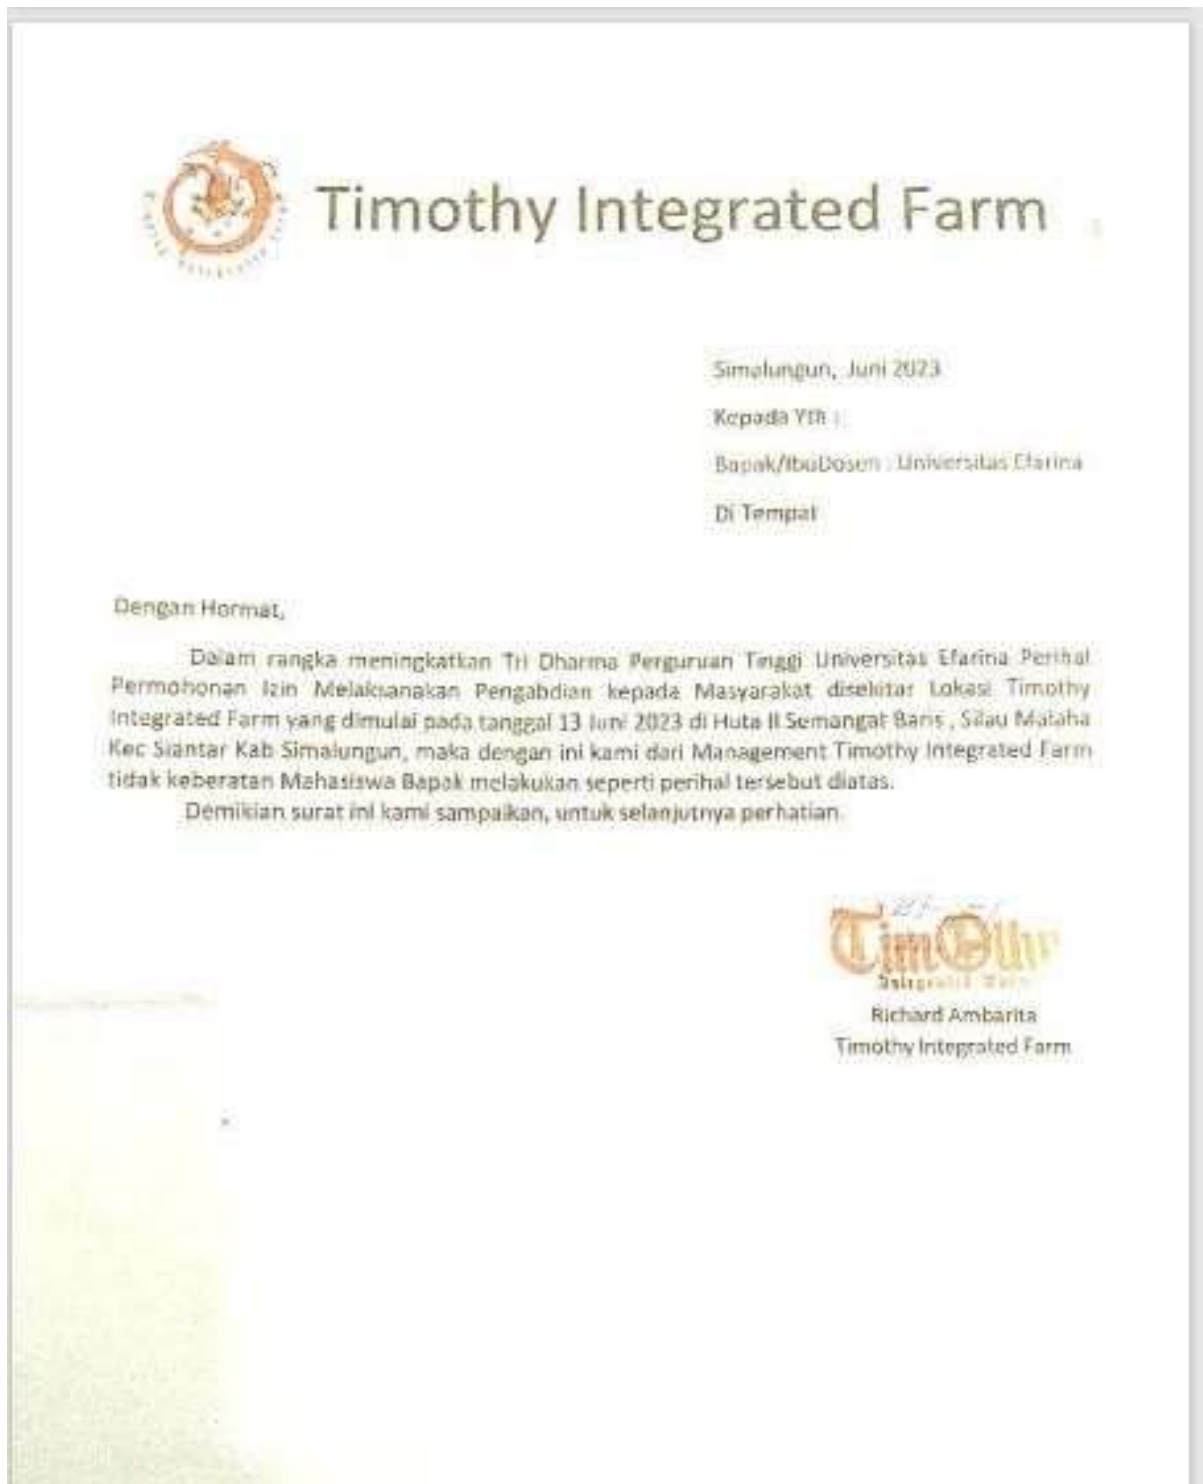 Timothy Integrated Farm
Simalungun, Juni 2023
Kepada Yth :
Bapak/IbuDosen : Universitas Efarina
Di Tempat
Dengan Hormat,
Dalam rangka meningkatkan Tri Dharma Perguruan Tinggi Universitas Efarina Perihal
Permohonan Izin Melaksanakan Pengabdian kepada Masyarakat disekitar Lokasi Timothy
Integrated Farm yang dimulai pada tanggal 13 Juni 2023 di Huta II Semangat Baris , Silau Malaha
Kec Siantar Kab Simalungun, maka dengan ini kami dari Management Timothy Integrated Farm
tidak keberatan Mahasiswa Bapak melakukan seperti perihal tersebut diatas.
Demikian surat ini kami sampaikan, untuk selanjutnya perhatian.
TimOthy
Integrated Farm
Richard Ambarita
Timothy Integrated Farm